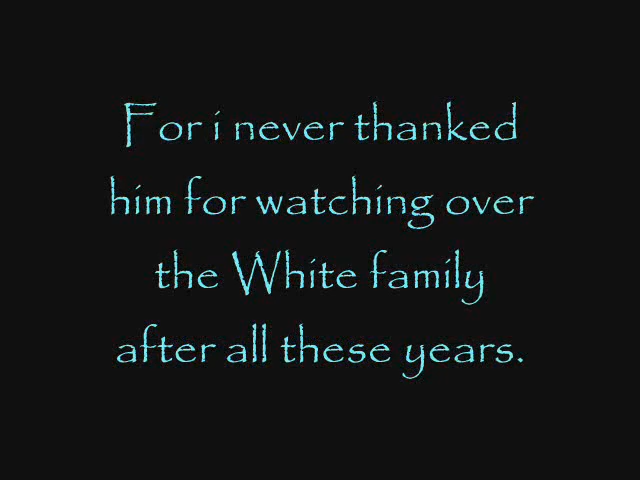 For i never thanked
him for watching over
the White family
after all these years.